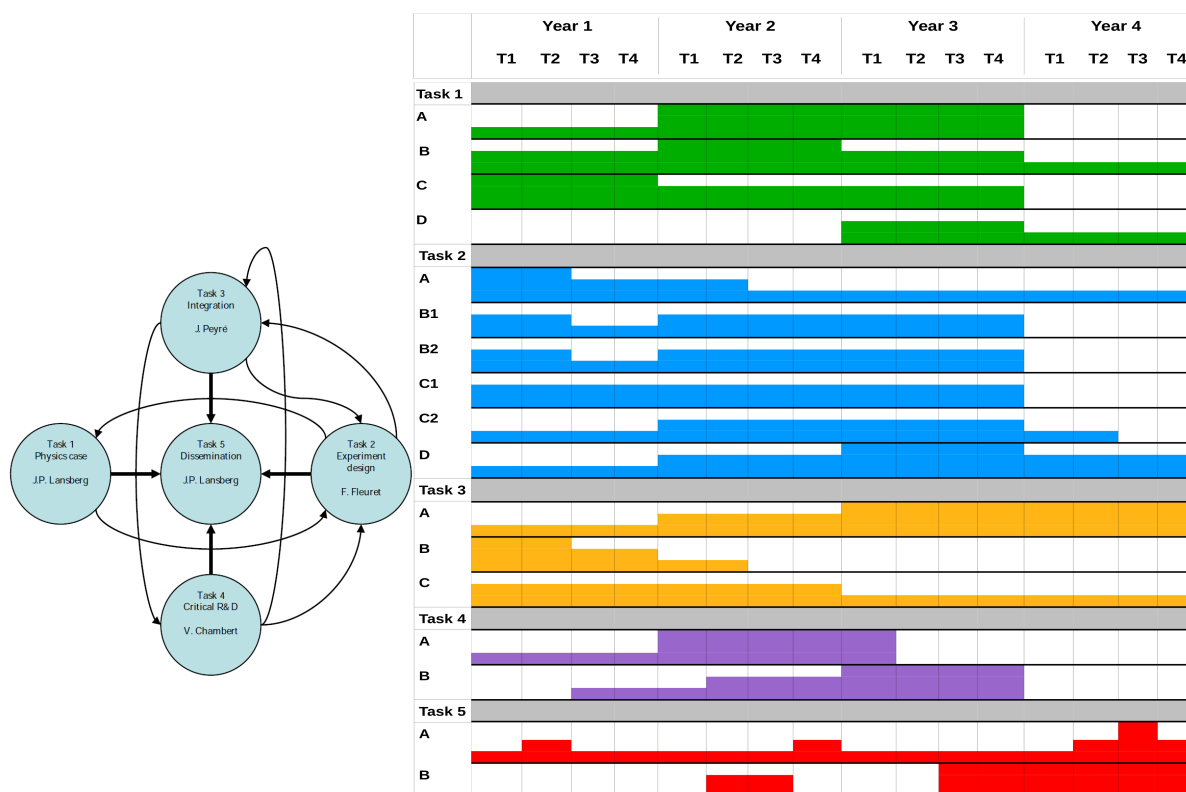 Year 1 Year 2 Year 3 Year 4
T1 T2 T3 T4 T1 T2 T3 T4 T1 T2 T3 T4 T1 T2 T3 T4
Task 1
A
B
C
D
Task 2
A
B1
B2
C1
C2
D
Task 3
A
B
C
Task 4
A
B
Task 5
A
B
Task 3
Integration
J. Peyré
Task 1
Physics case
J.P. Lansberg
Task 5
Dissemination
J.P. Lansberg
Task 2
Experiment
design
F. Fleuret
Task 4
Critical R&D
V. Chambert